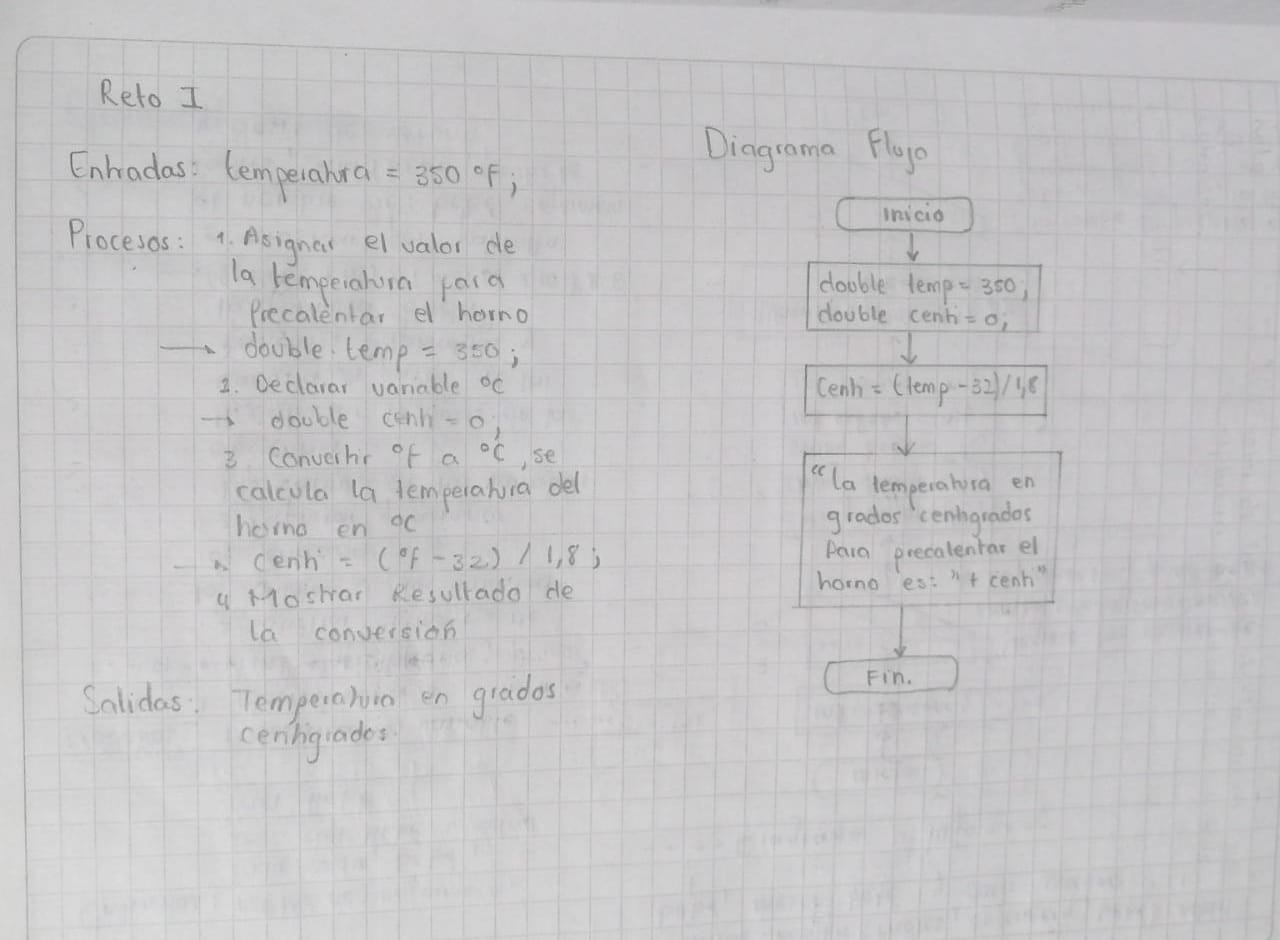 Reto I
Entradas: temperatura = 350 °F;
Procesos: 1. Asignar el valor de
la temperatura para
Precalentar el horno
→ double temp = 350;
2. Declarar variable °C
→ double centi = 0;
3 Convertir °F a °C, se
calcula la temperatura del
horno en °C
→ centi = (°F - 32) / 1,8;
4 Mostrar Resultado de
la conversión
Salidas: Temperatura en grados
centigrados.
Diagrama Flujo
Inicio
double temp = 350;
double centi = 0;
Centi = (temp - 32) / 1,8
"La temperatura en
grados centigrados
Para precalentar el
horno es: " + centi"
Fin.